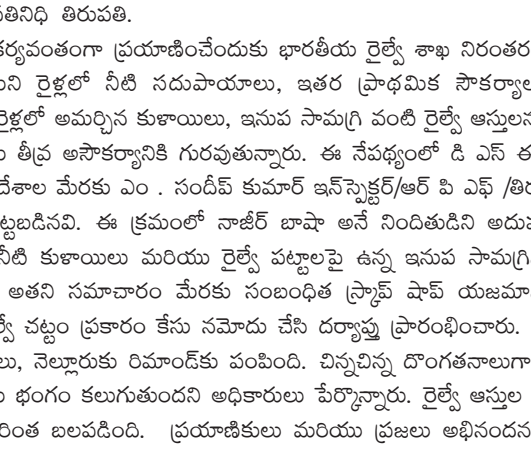 తినిధి తిరుపతి.
కర్యవంతంగా ప్రయాణించేందుకు భారతీయ రైల్వే శాఖ నిరంతర
ని రైళ్లలో నీటి సదుపాయాలు, ఇతర ప్రాథమిక సౌకర్యాల
రైళ్లలో అమర్చిన కుళాయిలు, ఇనుప సామగ్రి వంటి రైల్వే ఆస్తులను
తీవ్ర అసౌకర్యానికి గురవుతున్నారు. ఈ నేపథ్యంలో డి ఎస్ ఈ
దేశాల మేరకు ఎం . సందీప్ కుమార్ ఇన్‌స్పెక్టర్/ఆర్ పి ఎఫ్ /తిరు
ట్టబడినవి. ఈ క్రమంలో నాజీర్ బాషా అనే నిందితుడిని అదుప
నీటి కుళాయిలు మరియు రైల్వే పట్టాలపై ఉన్న ఇనుప సామగ్రి
అతని సమాచారం మేరకు సంబంధిత స్క్రాప్ షాప్ యజమా
్వే చట్టం ప్రకారం కేసు నమోదు చేసి దర్యాప్తు ప్రారంభించారు.
లు, నెల్లూరుకు రిమాండ్‌కు పంపింది. చిన్నచిన్న దొంగతనాలుగా
భంగం కలుగుతుందని అధికారులు పేర్కొన్నారు. రైల్వే ఆస్తుల
రింత బలపడింది. ప్రయాణికులు మరియు ప్రజలు అభినందన